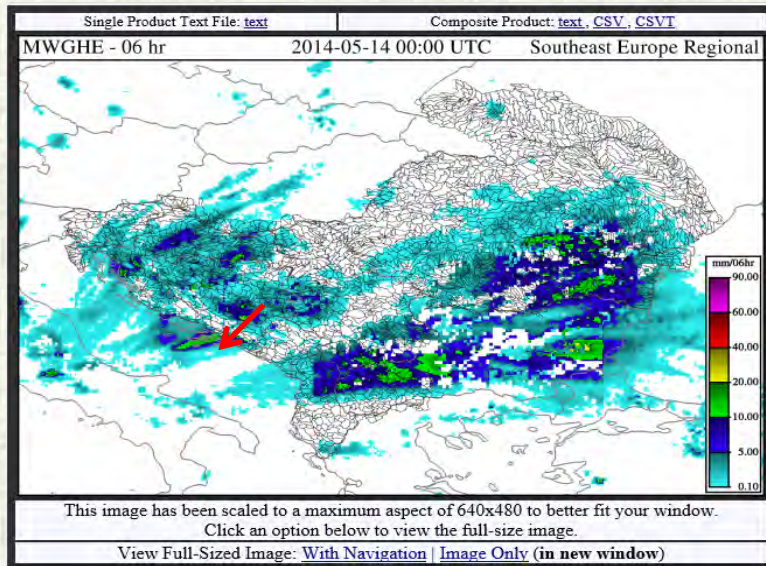 Single Product Text File: text
Composite Product: text , CSV , CSVT
MWGHE - 06 hr 2014-05-14 00:00 UTC Southeast Europe Regional
mm/06hr
90.00
60.00
40.00
20.00
10.00
5.00
0.10
This image has been scaled to a maximum aspect of 640x480 to better fit your window.
Click an option below to view the full-size image.
View Full-Sized Image: With Navigation | Image Only (in new window)